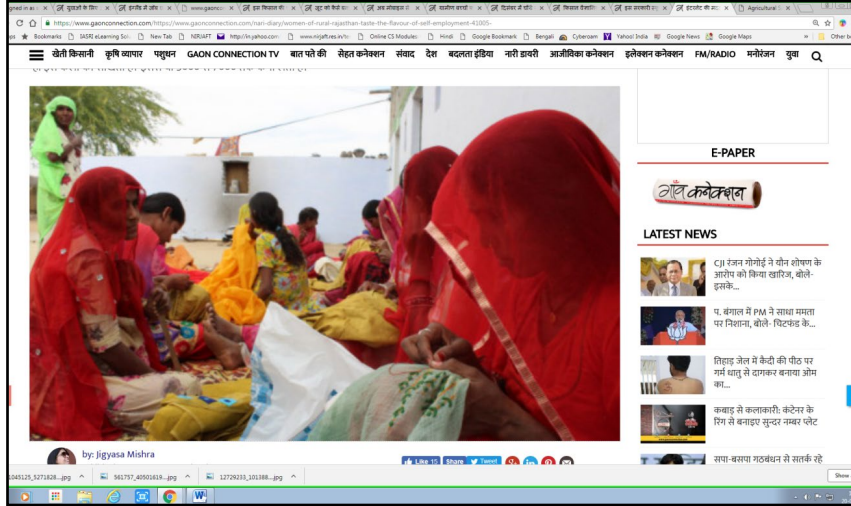 https://www.gaonconnection.com/https://www.gaonconnection.com/nari-diary/women-of-rural-rajasthan-taste-the-flavour-of-self-employment-41005-
Bookmarks IASRI eLearning New Tab NIRJAFT http://in.yahoo.com Online CS Modules: Hindi Google Bookmark Bengali Cyberoam Yahoo! India Google News Google Maps
खेती किसानी कृषि व्यापार पशुधन GAON CONNECTION TV बात पते की सेहत कनेक्शन संवाद देश बदलता इंडिया नारी डायरी आजीविका कनेक्शन इलेक्शन कनेक्शन FM/RADIO मनोरंजन युवा
E-PAPER
गाँव कनेक्शन
LATEST NEWS
CJI रंजन गोगोई ने यौन शोषण के
आरोप को किया खारिज, बोले-
इसके...
प. बंगाल में PM ने साधा ममता
पर निशाना, बोले- चिटफंड के...
तिहाड़ जेल में कैदी की पीठ पर
गर्म धातु से दागकर बनाया ओम
का...
कबाड़ से कलाकारी: कंटेनर के
रिंग से बनाइए सुन्दर नम्बर प्लेट
सपा-बसपा गठबंधन से सतर्क रहे
by: Jigyasa Mishra
Like 15 Share Tweet
1045125_5271828...jpg 561757_40501619...jpg 12729233_101388...jpg
Show